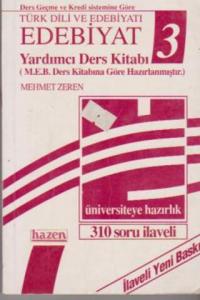 Ders Geçme ve Kredi sistemine Göre
TÜRK DİLİ VE EDEBİYATI
EDEBİYAT 3
Yardımcı Ders Kitabı
( M.E.B. Ders Kitabına Göre Hazırlanmıştır.)
MEHMET ZEREN
üniversiteye hazırlık
310 soru ilaveli
hazen
İlaveli Yeni Baskı